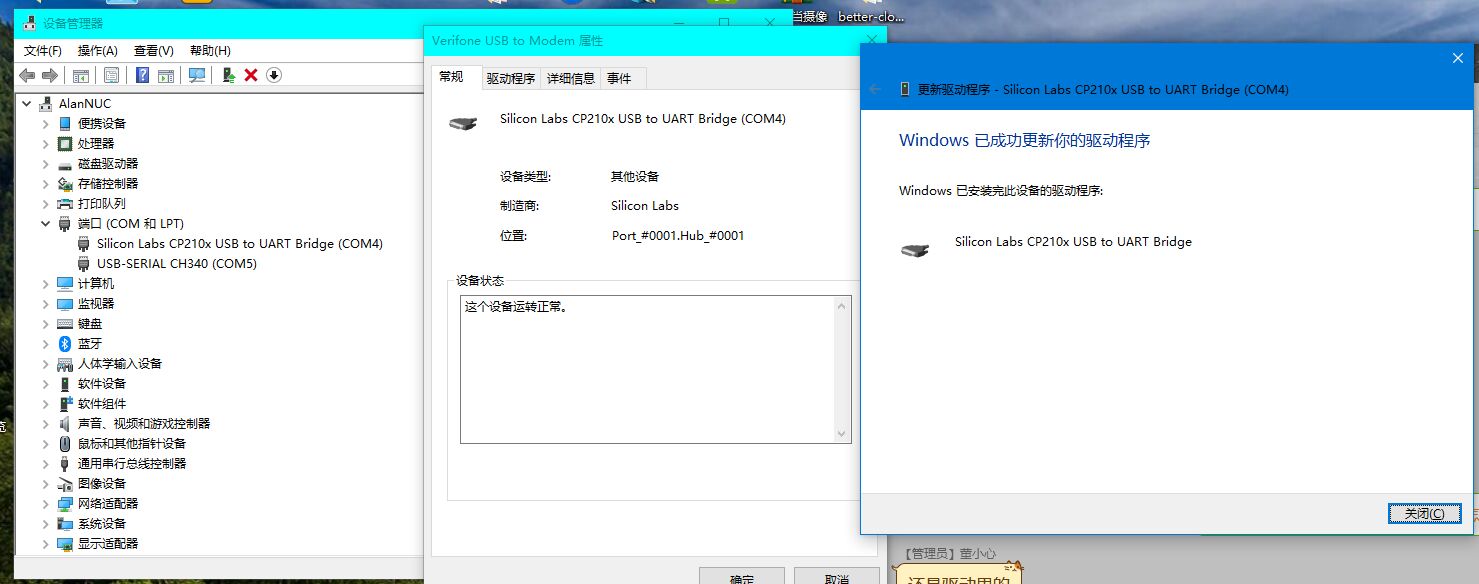 设备管理器
文件(F) 操作(A) 查看(V) 帮助(H)
AlanNUC
便携设备
处理器
磁盘驱动器
存储控制器
打印队列
端口 (COM 和 LPT)
Silicon Labs CP210x USB to UART Bridge (COM4)
USB-SERIAL CH340 (COM5)
计算机
监视器
键盘
蓝牙
人体学输入设备
软件设备
软件组件
声音、视频和游戏控制器
鼠标和其他指针设备
通用串行总线控制器
图像设备
网络适配器
系统设备
显示适配器
当摄像 better-clo...
Verifone USB to Modem 属性
常规 驱动程序 详细信息 事件
Silicon Labs CP210x USB to UART Bridge (COM4)
设备类型: 其他设备
制造商: Silicon Labs
位置: Port_#0001.Hub_#0001
设备状态
这个设备运转正常。
确定 取消
更新驱动程序 - Silicon Labs CP210x USB to UART Bridge (COM4)
Windows 已成功更新你的驱动程序
Windows 已安装完此设备的驱动程序:
Silicon Labs CP210x USB to UART Bridge
关闭(C)
【管理员】董小心
还是驱动里的